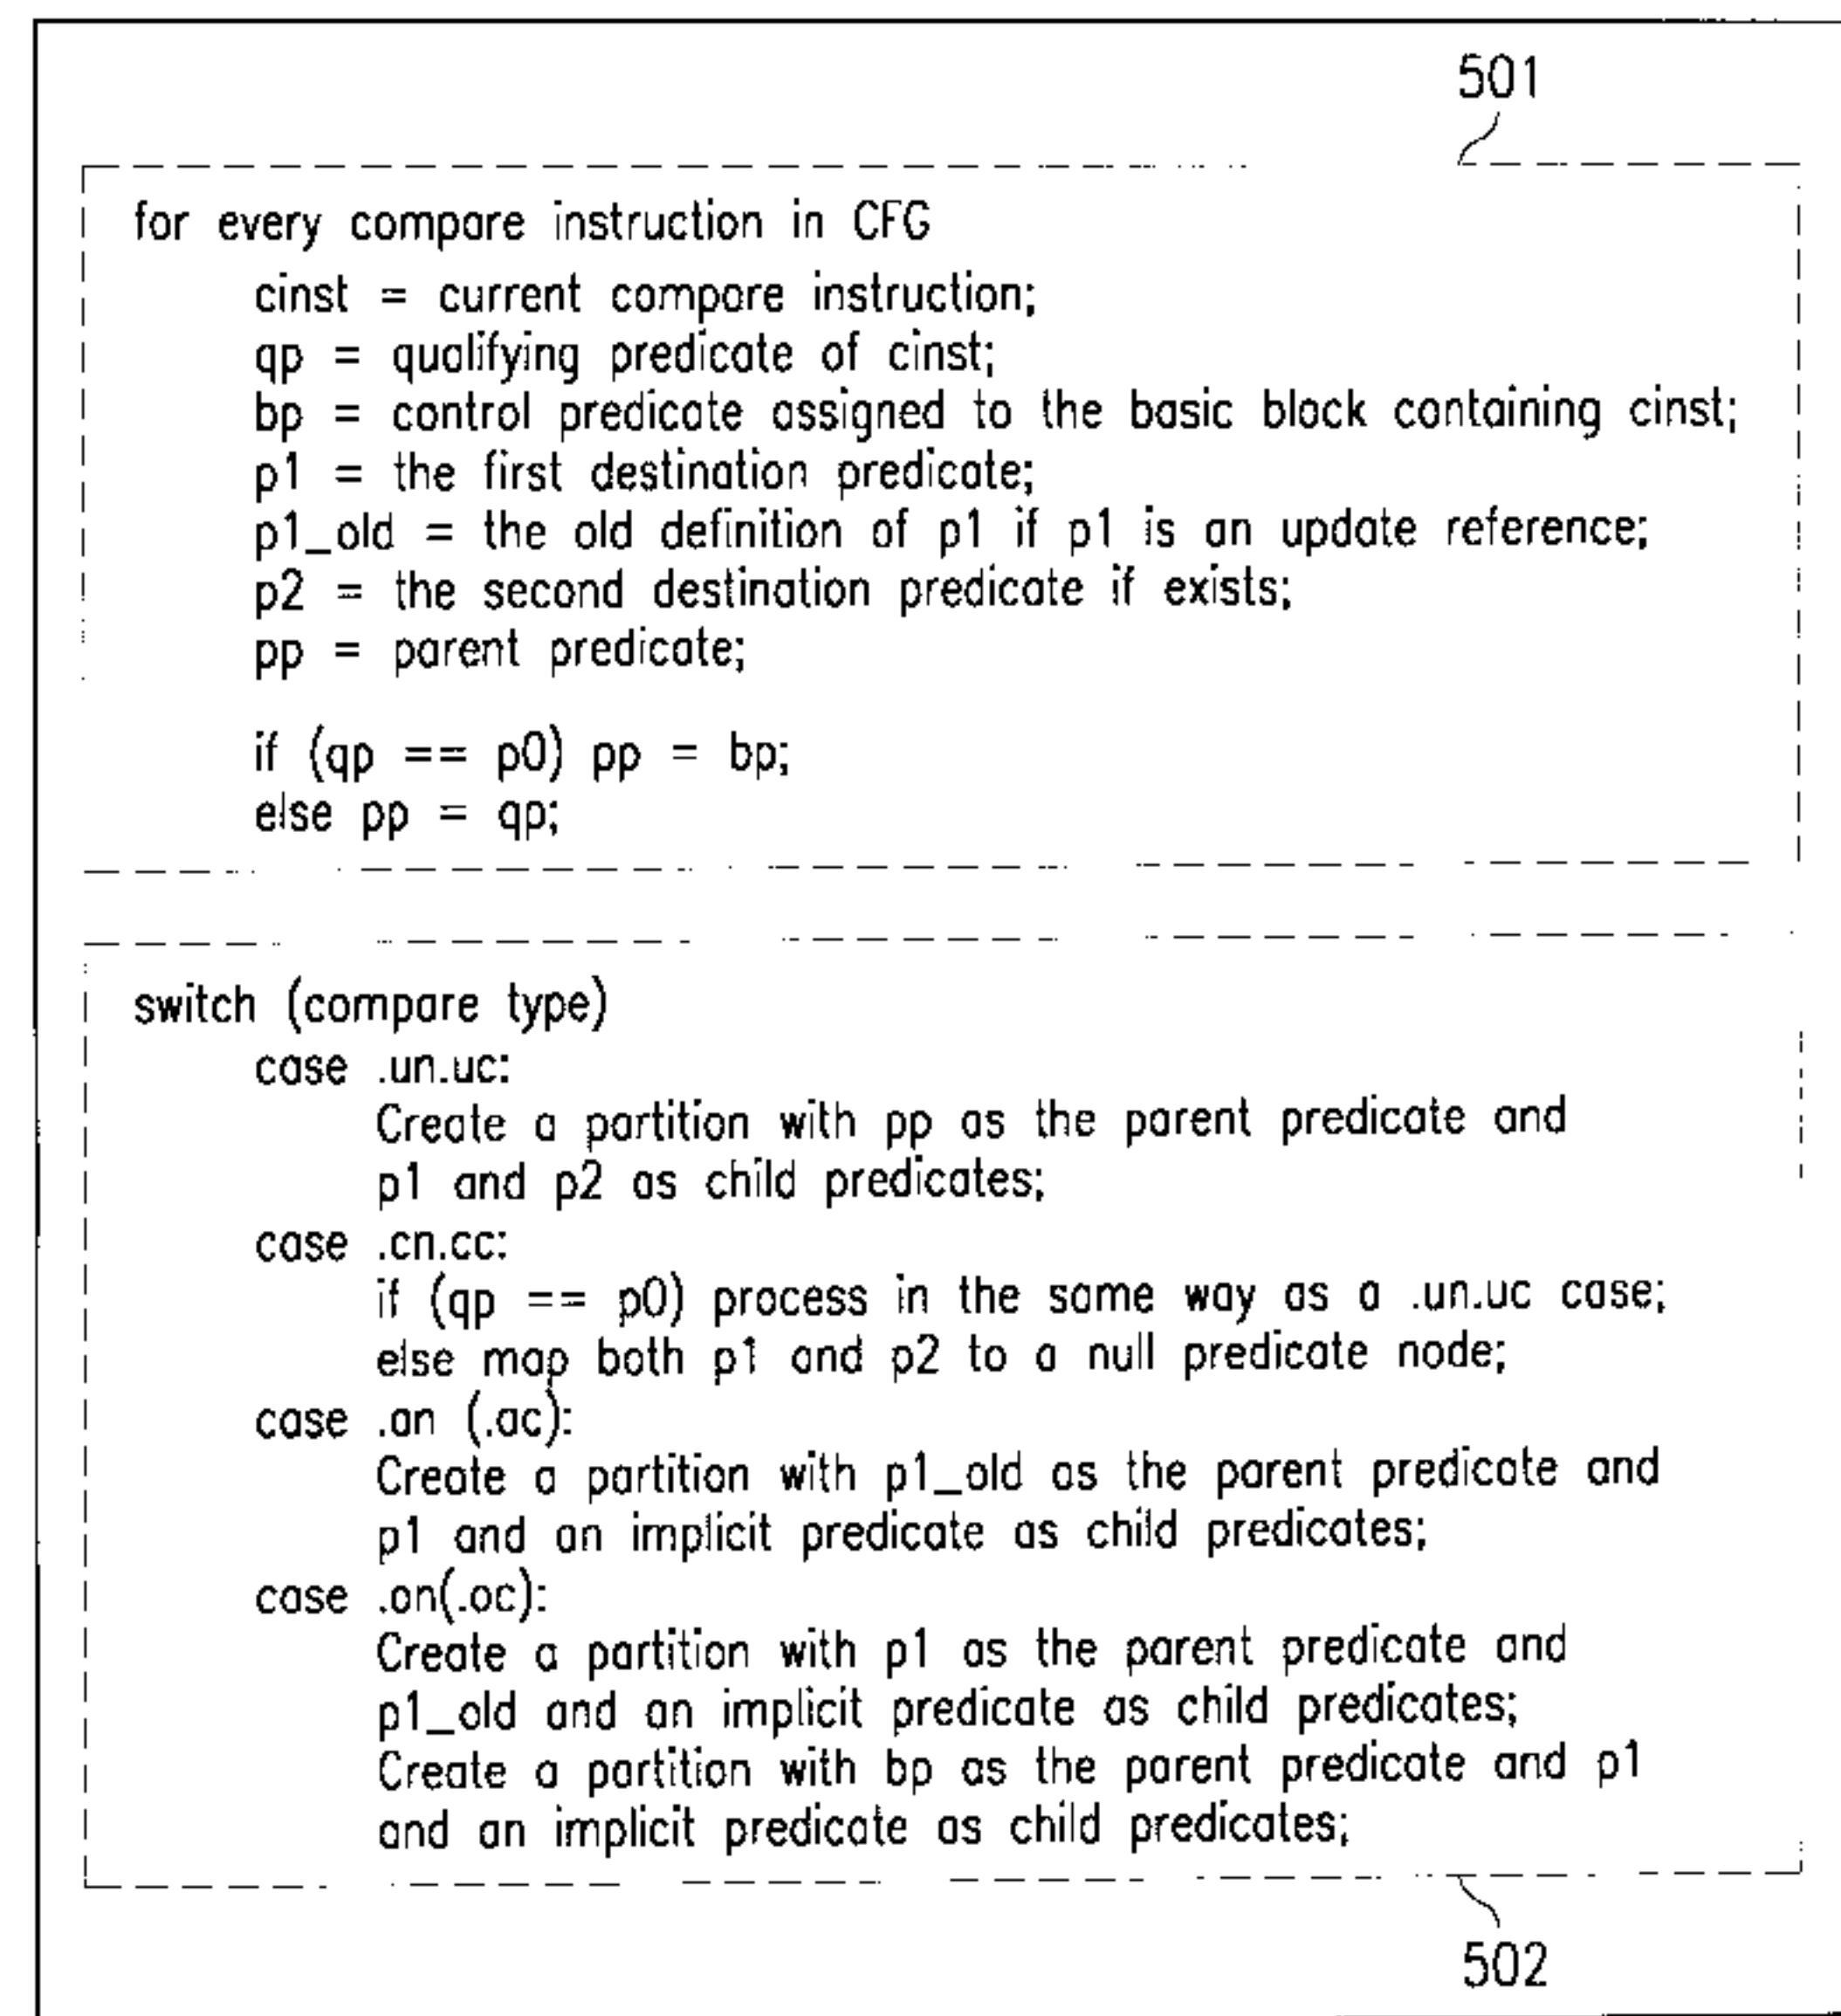 501
for every compare instruction in CFG
cinst = current compare instruction;
qp = qualifying predicate of cinst;
bp = control predicate assigned to the basic block containing cinst;
p1 = the first destination predicate;
p1_old = the old definition of p1 if p1 is an update reference;
p2 = the second destination predicate if exists;
pp = parent predicate;
if (qp == p0) pp = bp;
else pp = qp;
switch (compare type)
case .un.uc:
Create a partition with pp as the parent predicate and
p1 and p2 as child predicates;
case .cn.cc:
if (qp == p0) process in the same way as a .un.uc case;
else map both p1 and p2 to a null predicate node;
case .an (.ac):
Create a partition with p1_old as the parent predicate and
p1 and an implicit predicate as child predicates;
case .on(.oc):
Create a partition with p1 as the parent predicate and
p1_old and an implicit predicate as child predicates;
Create a partition with bp as the parent predicate and p1
and an implicit predicate as child predicates;
502